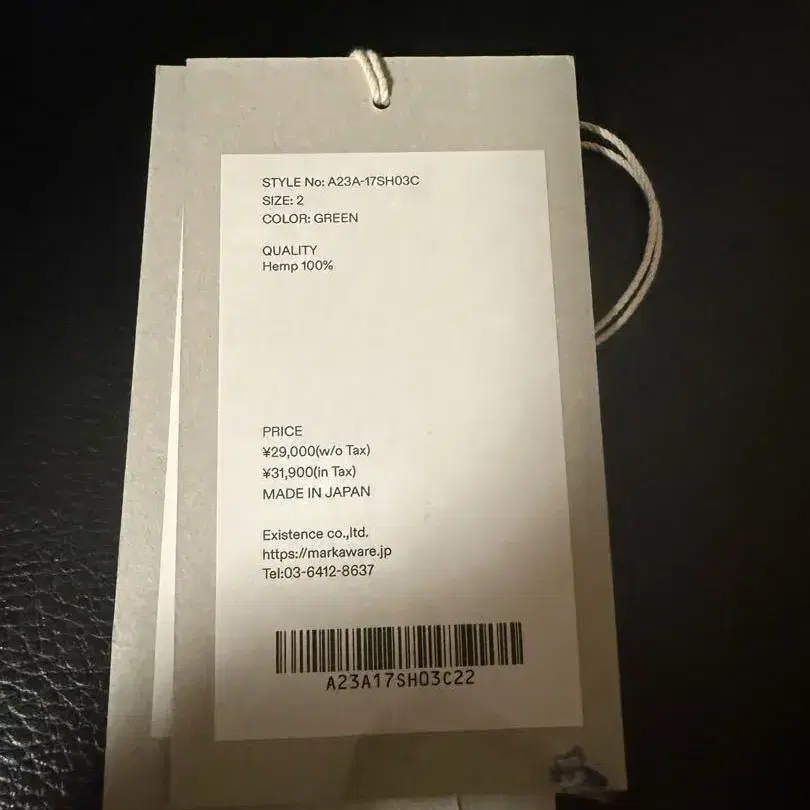 STYLE No: A23A-17SH03C
SIZE: 2
COLOR: GREEN
QUALITY
Hemp 100%
PRICE
¥29,000(w/o Tax)
¥31,900(in Tax)
MADE IN JAPAN
Existence co.,ltd.
https://markaware.jp
Tel:03-6412-8637
A23A17SH03C22